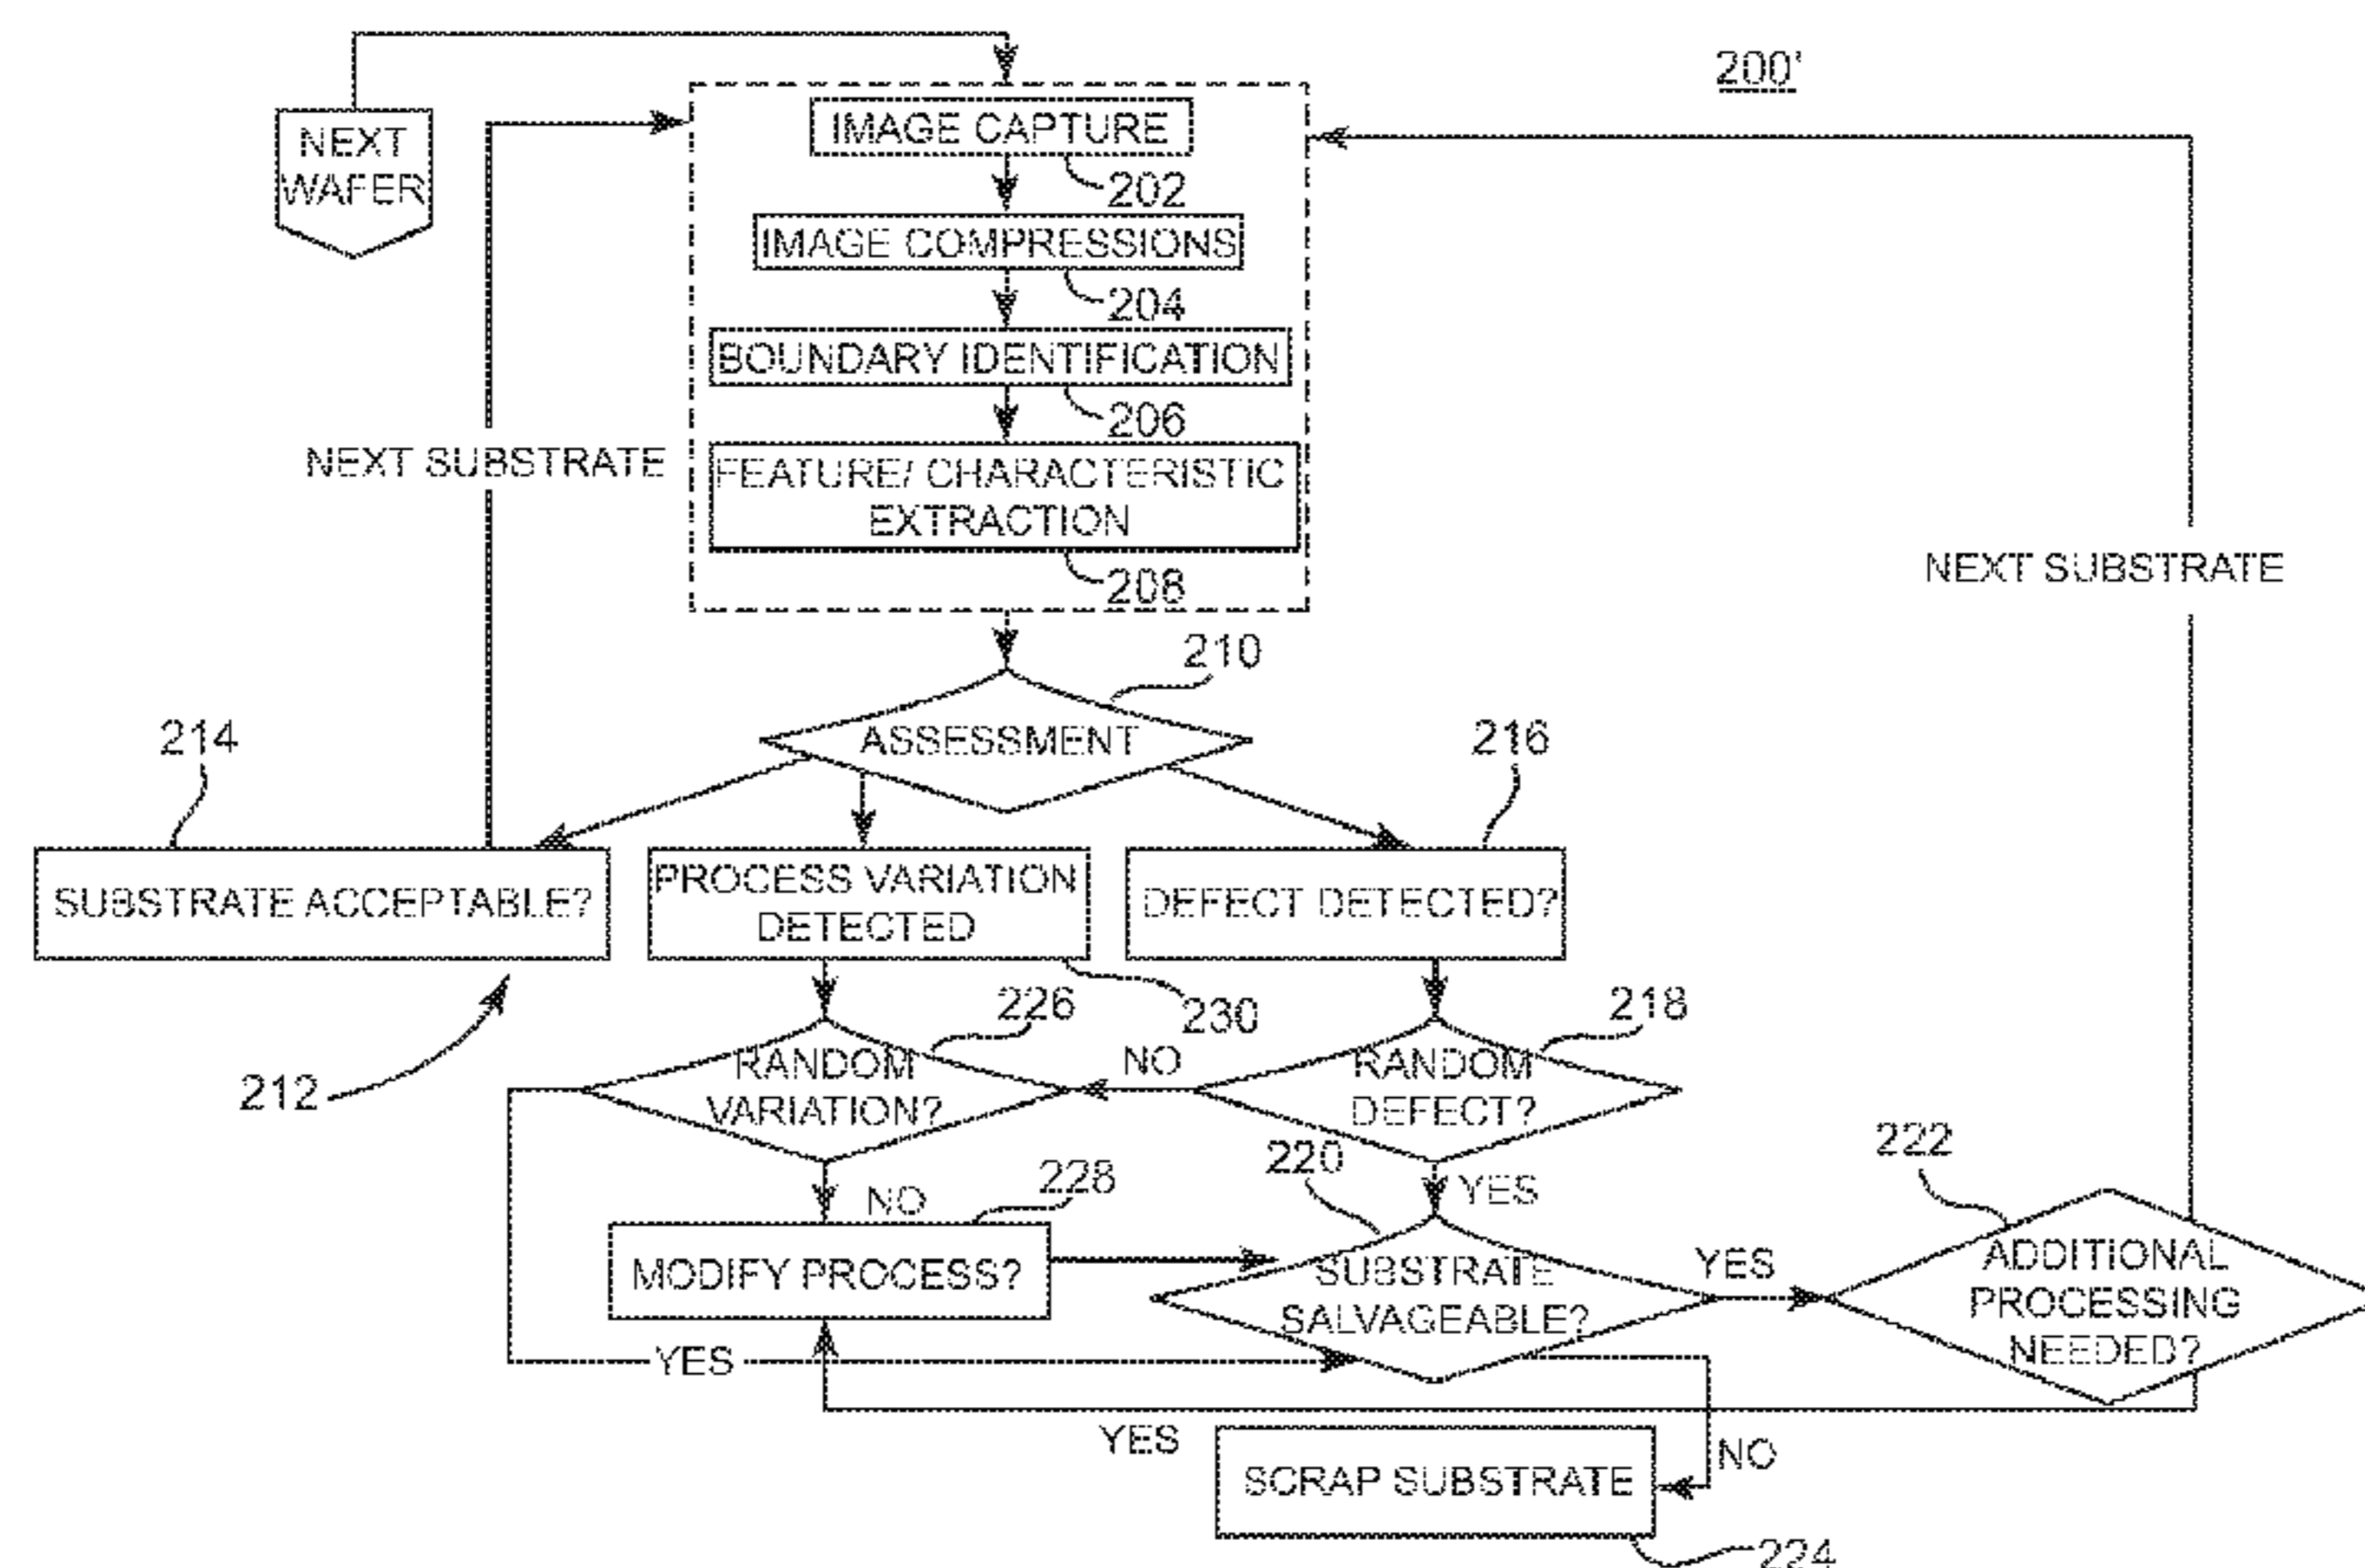 200'
NEXT
WAFER
IMAGE CAPTURE
202
IMAGE COMPRESSIONS
204
BOUNDARY IDENTIFICATION
206
NEXT SUBSTRATE
FEATURE/ CHARACTERISTIC
EXTRACTION
208
NEXT SUBSTRATE
210
ASSESSMENT
214
216
SUBSTRATE ACCEPTABLE?
PROCESS VARIATION
DETECTED
DEFECT DETECTED?
230
226
218
212
RANDOM
VARIATION?
NO
RANDOM
DEFECT?
NO
228
220
YES
222
MODIFY PROCESS?
SUBSTRATE
SALVAGEABLE?
YES
ADDITIONAL
PROCESSING
NEEDED?
YES
YES
SCRAP SUBSTRATE
NO
224